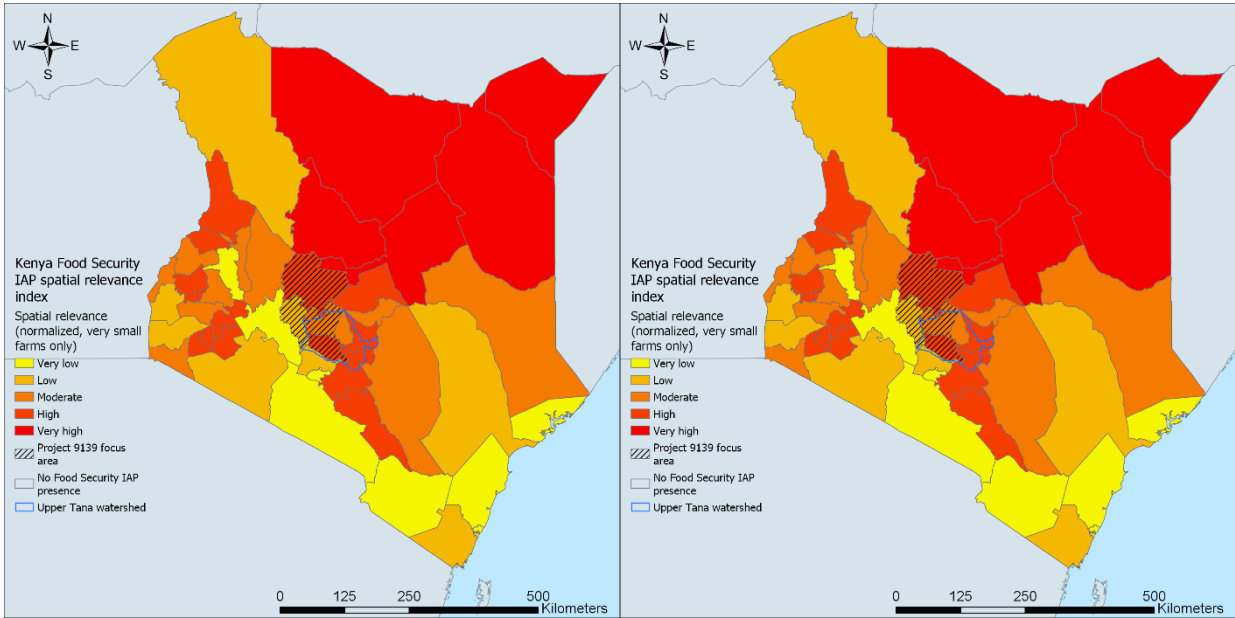 N
W E
S
Kenya Food Security
IAP spatial relevance
index
Spatial relevance
(normalized, very small
farms only)
Very low
Low
Moderate
High
Very high
Project 9139 focus
area
No Food Security IAP
presence
Upper Tana watershed
0 125 250 500
Kilometers
N
W E
S
Kenya Food Security
IAP spatial relevance
index
Spatial relevance
(normalized, very small
farms only)
Very low
Low
Moderate
High
Very high
Project 9139 focus
area
No Food Security IAP
presence
Upper Tana watershed
0 125 250 500
Kilometers